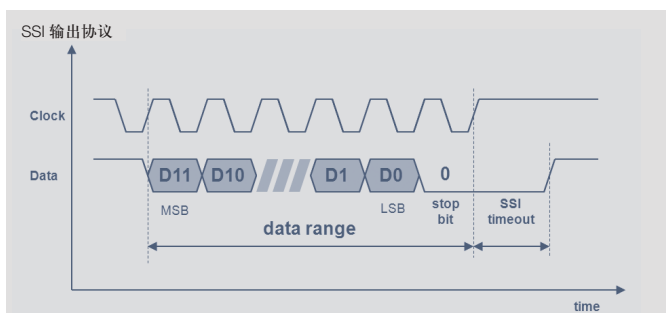 SSI 输出协议
Clock
Data
D11 D10 D1 D0 0
MSB LSB stop bit SSI timeout
data range
time